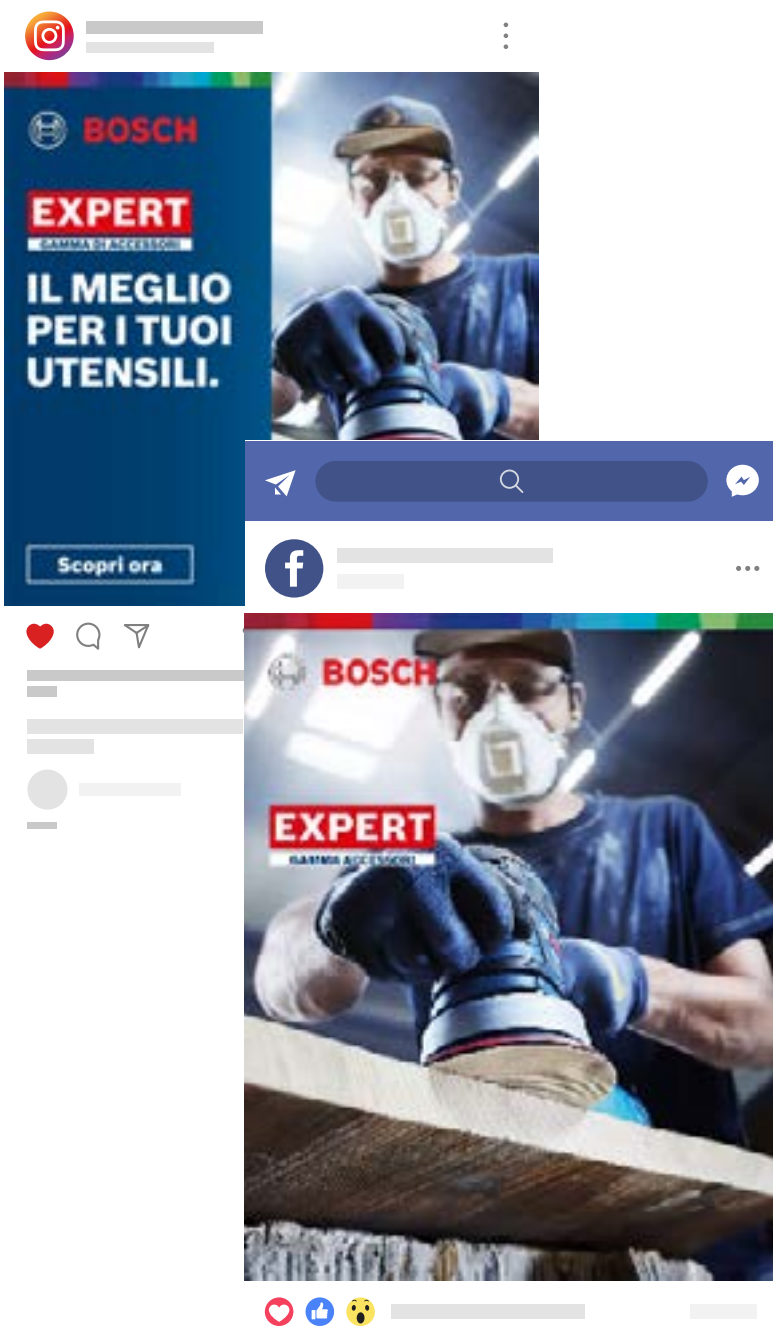 BOSCH
EXPERT
GAMMA DI ACCESSORI
IL MEGLIO
PER I TUOI
UTENSILI.
Scopri ora
f
BOSCH
EXPERT
GAMMA ACCESSORI